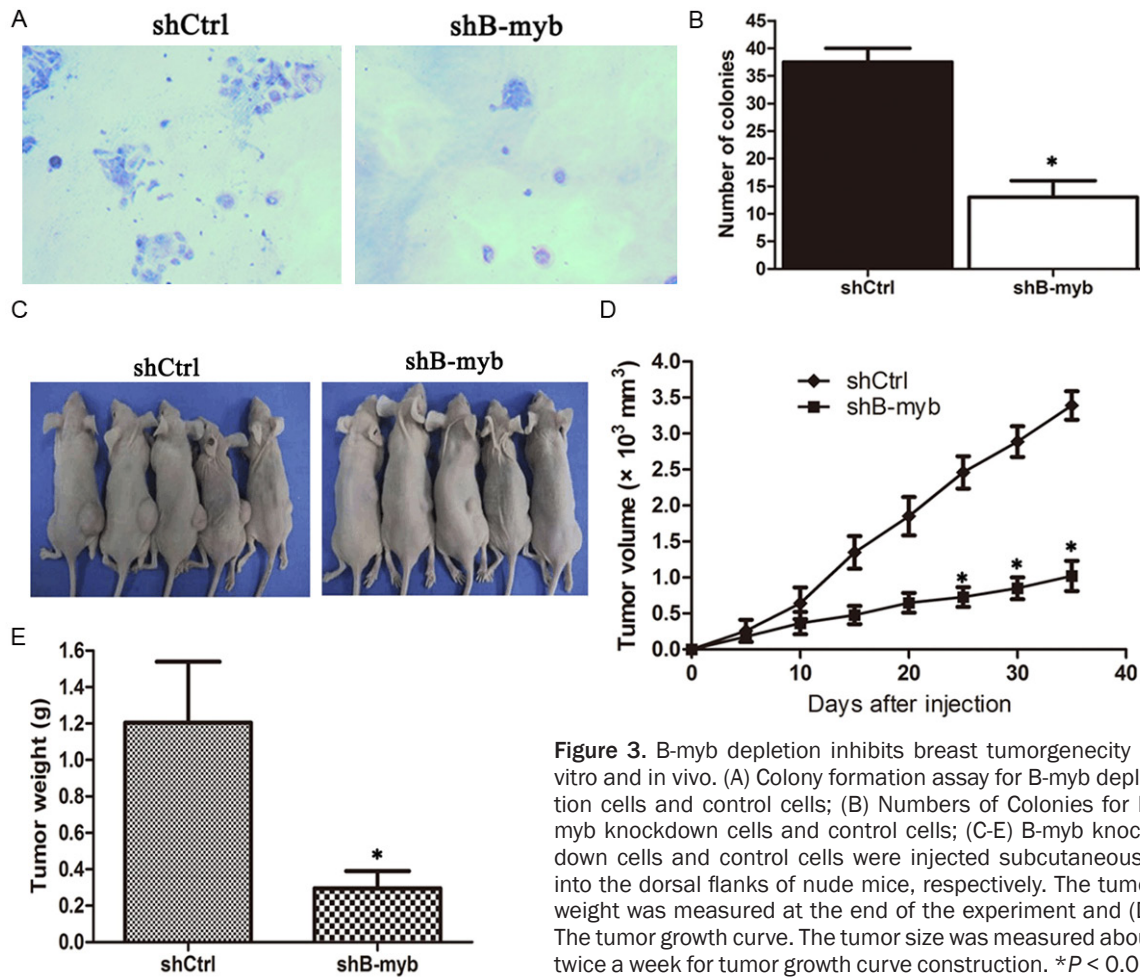 A
shCtrl
shB-myb
B
Number of colonies
45
40
35
30
25
20
15
10
5
0
*
shCtrl
shB-myb
C
shCtrl
shB-myb
D
Tumor volume (× 10³ mm³)
4.0
3.5
3.0
2.5
2.0
1.5
1.0
0.5
0.0
shCtrl
shB-myb
* * *
0 10 20 30 40
Days after injection
E
Tumor weight (g)
1.6
1.4
1.2
1.0
0.8
0.6
0.4
0.2
0.0
*
shCtrl
shB-myb
Figure 3. B-myb depletion inhibits breast tumorgenecity
vitro and in vivo. (A) Colony formation assay for B-myb deple-
tion cells and control cells; (B) Numbers of Colonies for
myb knockdown cells and control cells; (C-E) B-myb knock-
down cells and control cells were injected subcutaneous
into the dorsal flanks of nude mice, respectively. The tumor
weight was measured at the end of the experiment and
The tumor growth curve. The tumor size was measured about
twice a week for tumor growth curve construction. *P < 0.0